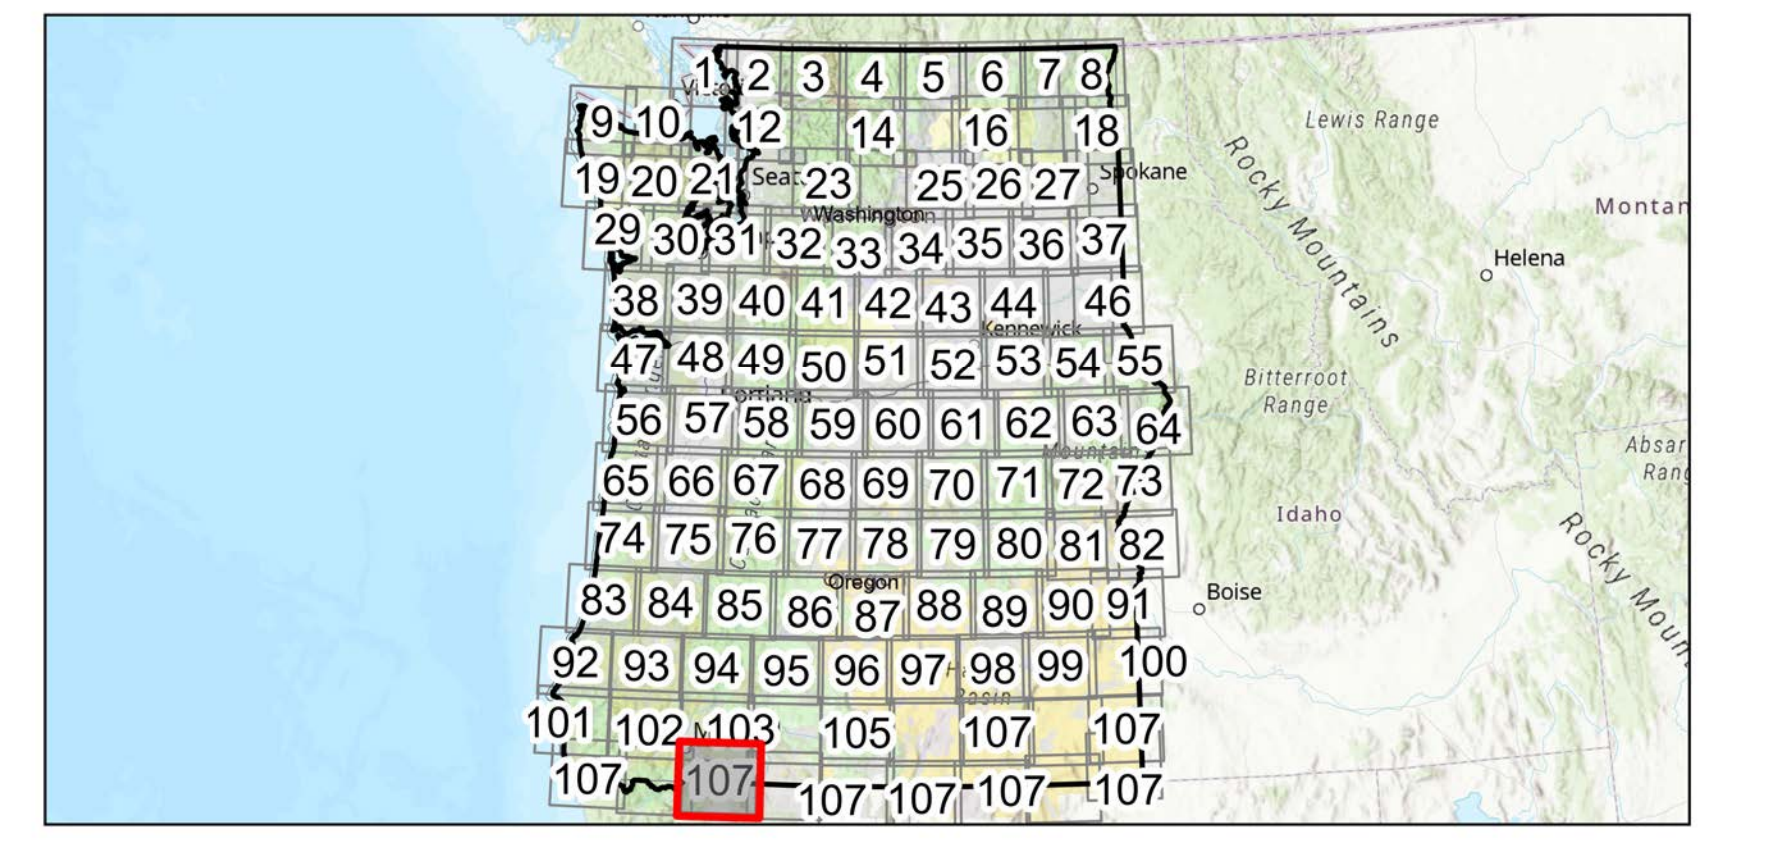 1 2 3 4 5 6 7 8
9 10 12 14 16 18
Lewis Range
19 20 21 23 25 26 27
Spokane
Rocky Mountains
Montan
Washington
29 30 31 32 33 34 35 36 37
Helena
38 39 40 41 42 43 44 46
Kennewick
47 48 49 50 51 52 53 54 55
Bitterroot
Range
Portland
56 57 58 59 60 61 62 63 64
Mountain
Absar
Rang
65 66 67 68 69 70 71 72 73
Idaho
Rocky Moun
74 75 76 77 78 79 80 81 82
Oregon
Boise
83 84 85 86 87 88 89 90 91
92 93 94 95 96 97 98 99 100
Basin
101 102 103 105 107 107
107 107 107 107 107 107